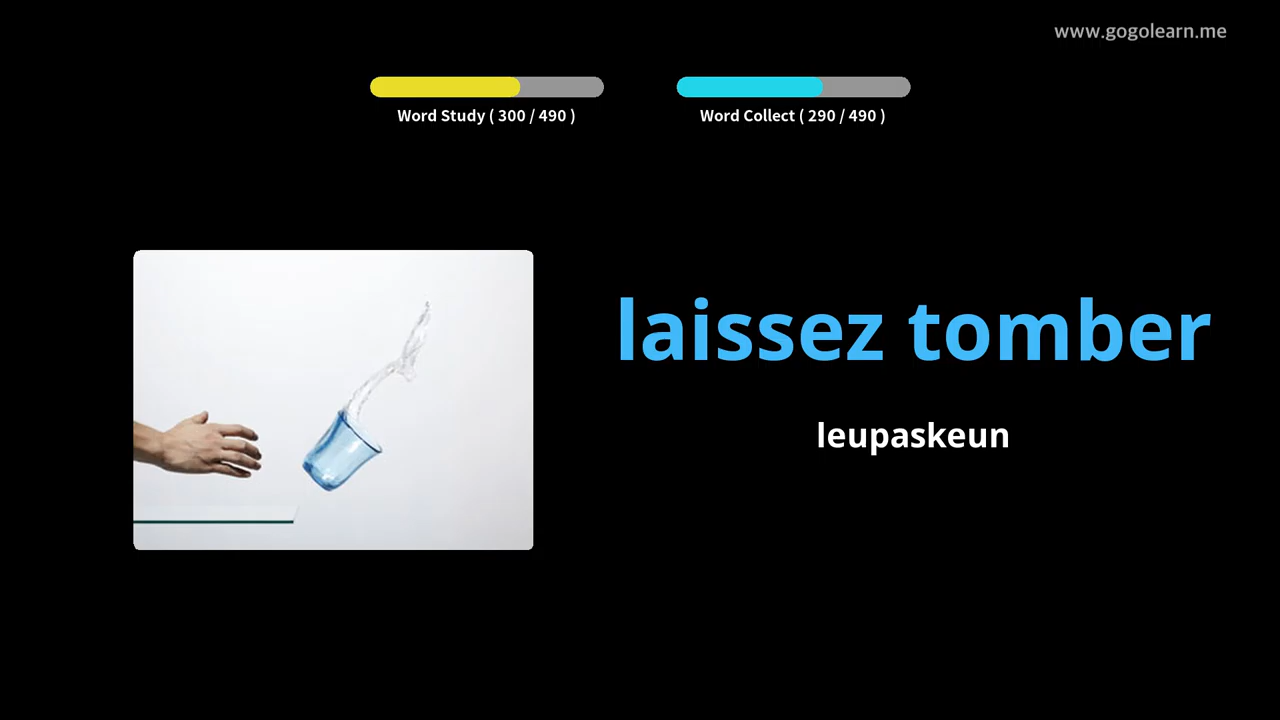 www.gogolearn.me
Word Study ( 300 / 490 )
Word Collect ( 290 / 490 )
laissez tomber
leupaskeun